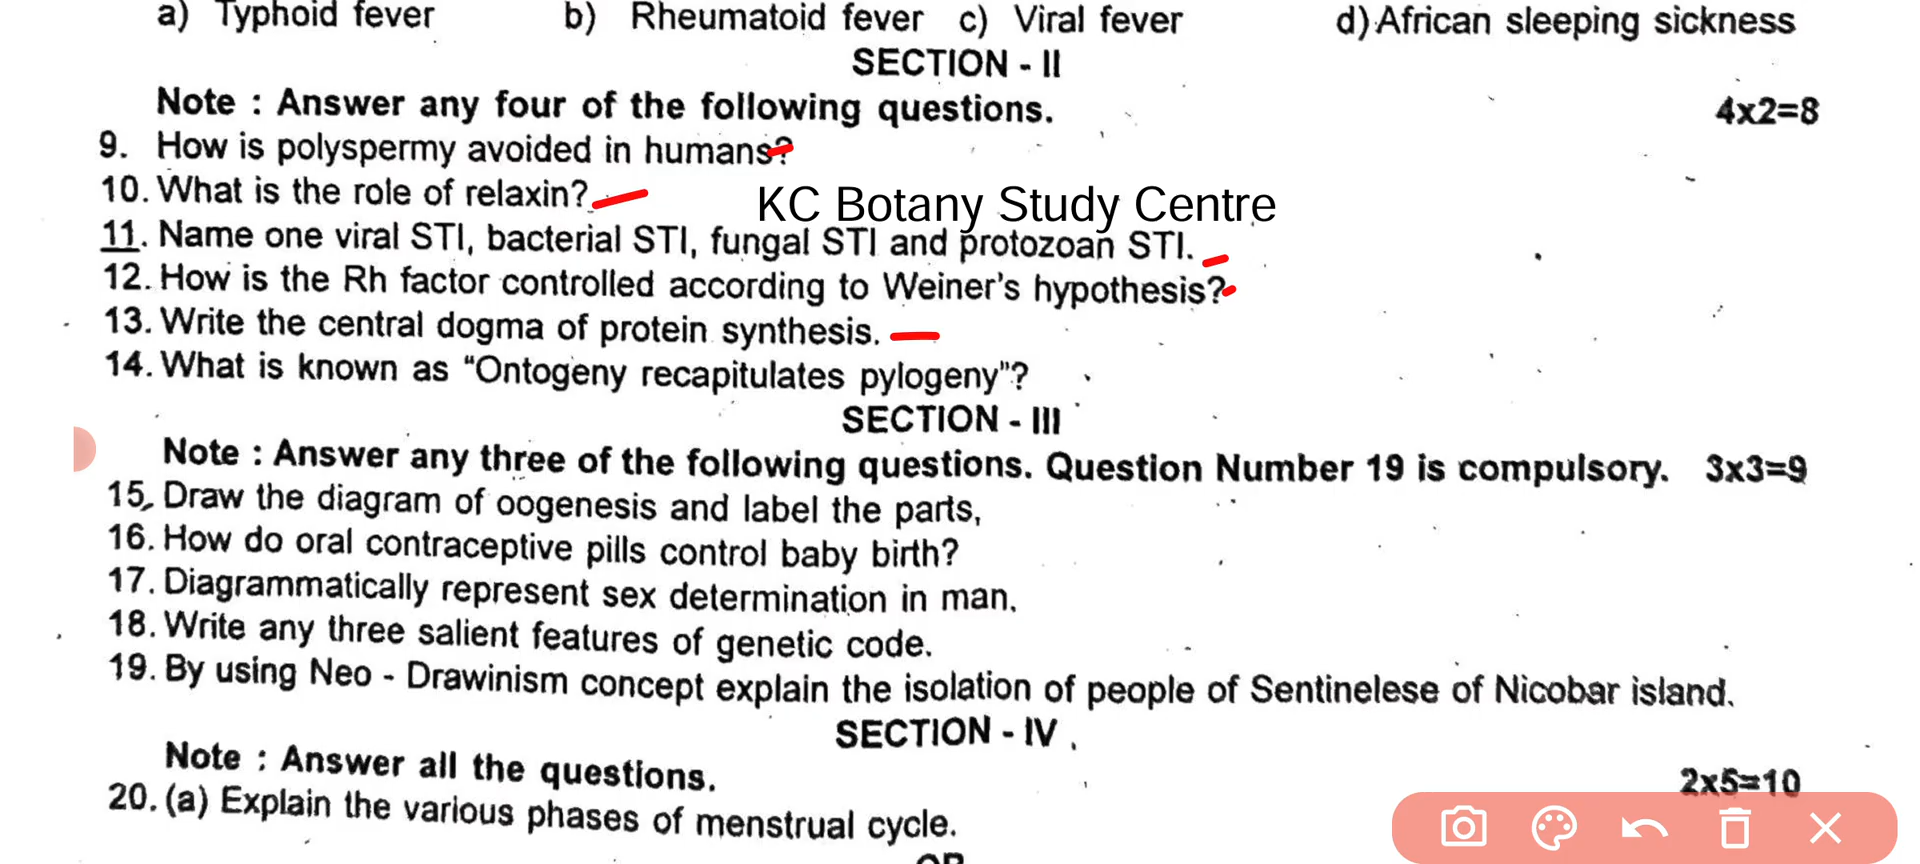 a) Typhoid fever b) Rheumatoid fever c) Viral fever d) African sleeping sickness
SECTION - II
Note : Answer any four of the following questions. 4x2=8
9. How is polyspermy avoided in humans?
10. What is the role of relaxin?
KC Botany Study Centre
11. Name one viral STI, bacterial STI, fungal STI and protozoan STI.
12. How is the Rh factor controlled according to Weiner's hypothesis?
13. Write the central dogma of protein synthesis.
14. What is known as “Ontogeny recapitulates pylogeny"?
SECTION - III
Note : Answer any three of the following questions. Question Number 19 is compulsory. 3x3=9
15. Draw the diagram of oogenesis and label the parts,
16. How do oral contraceptive pills control baby birth?
17. Diagrammatically represent sex determination in man.
18. Write any three salient features of genetic code.
19. By using Neo - Drawinism concept explain the isolation of people of Sentinelese of Nicobar island.
SECTION - IV
Note : Answer all the questions. 2x5=10
20. (a) Explain the various phases of menstrual cycle.
OR